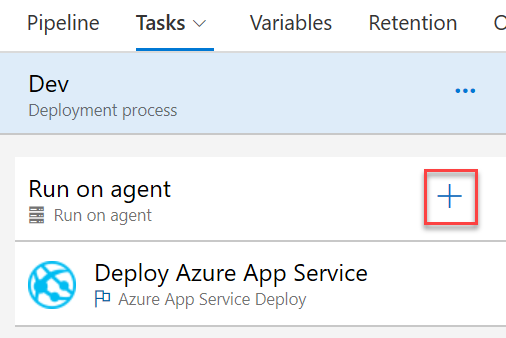 Pipeline Tasks Variables Retention
Dev
Deployment process
Run on agent
Run on agent
Deploy Azure App Service
Azure App Service Deploy